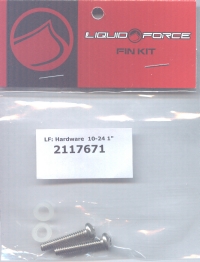 LIQUID FORCE
FIN KIT
LF: Hardware 10-24 1"
2117671